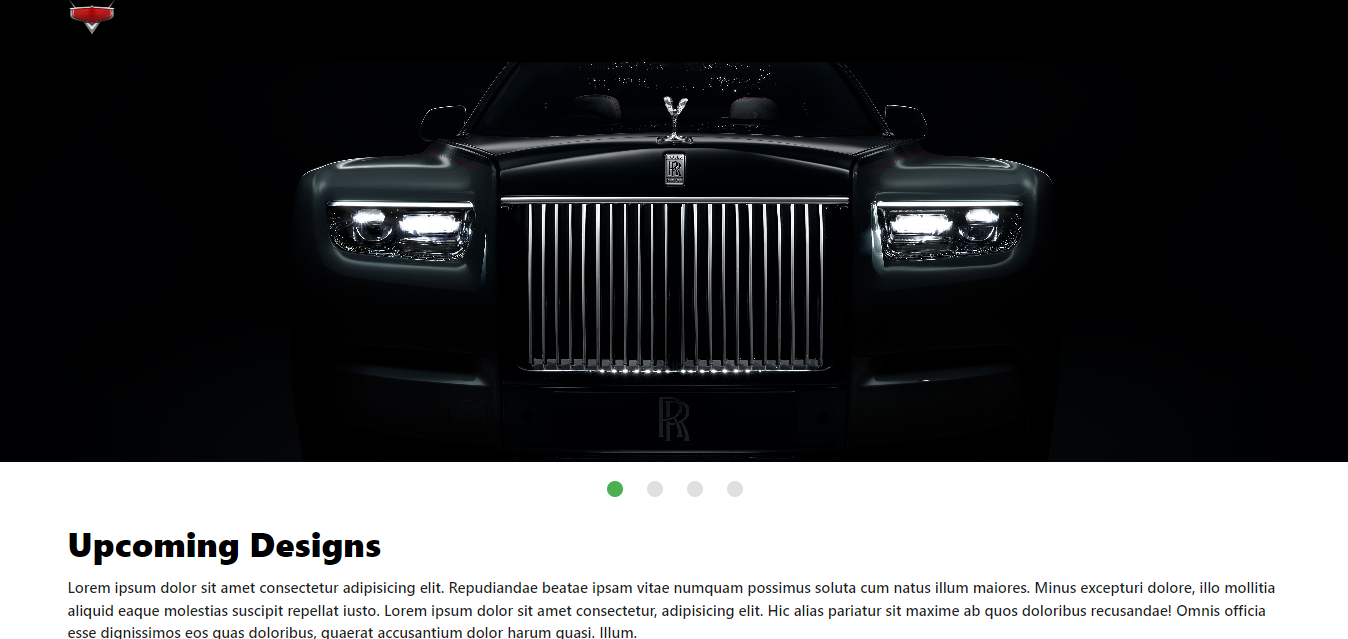 RR
RR
Upcoming Designs
Lorem ipsum dolor sit amet consectetur adipisicing elit. Repudiandae beatae ipsam vitae numquam possimus soluta cum natus illum maiores. Minus excepturi dolore, illo mollitia
aliquid eaque molestias suscipit repellat iusto. Lorem ipsum dolor sit amet consectetur, adipisicing elit. Hic alias pariatur sit maxime ab quos doloribus recusandae! Omnis officia
esse dignissimos eos quas doloribus, quaerat accusantium dolor harum quasi. Illum.